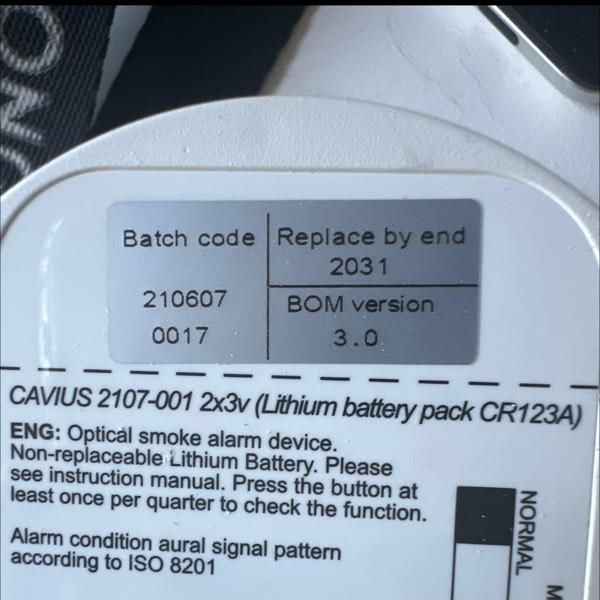 Batch code
210607
0017
Replace by end
2031
BOM version
3.0
CAVIUS 2107-001 2x3v (Lithium battery pack CR123A)
ENG: Optical smoke alarm device.
Non-replaceable Lithium Battery. Please
see instruction manual. Press the button at
least once per quarter to check the function.
Alarm condition aural signal pattern
according to ISO 8201
NORMAL